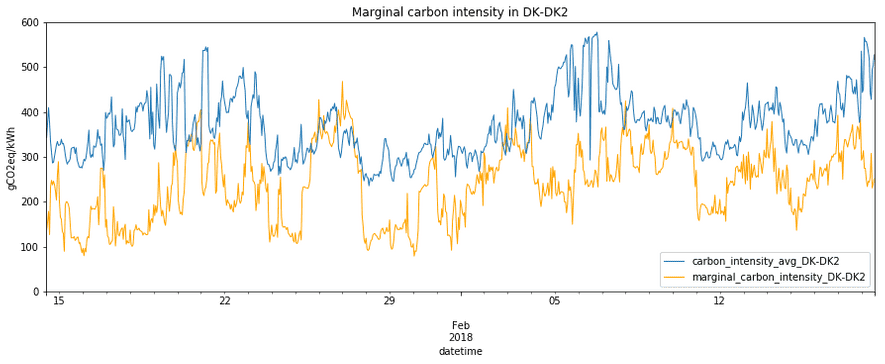 Marginal carbon intensity in DK-DK2
gCO2eq/kWh
600
500
400
300
200
100
0
15
22
29
05
12
Feb
2018
datetime
carbon_intensity_avg_DK-DK2
marginal_carbon_intensity_DK-DK2